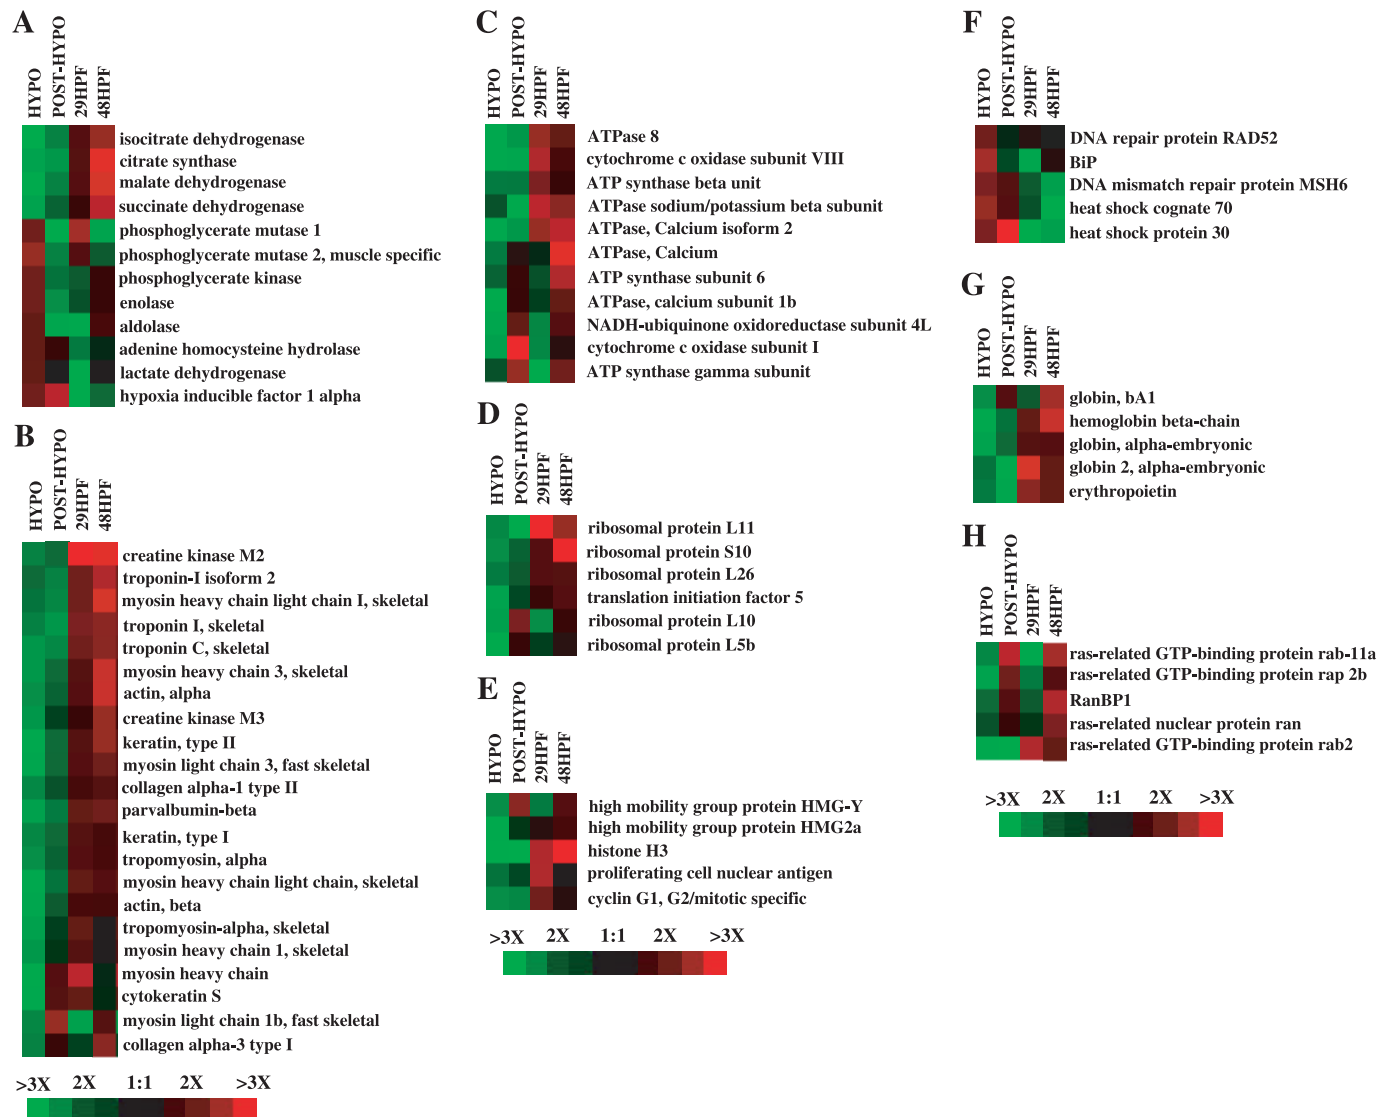 A
HYPO
POST-HYPO
29HPF
48HPF
isocitrate dehydrogenase
citrate synthase
malate dehydrogenase
succinate dehydrogenase
phosphoglycerate mutase 1
phosphoglycerate mutase 2, muscle specific
phosphoglycerate kinase
enolase
aldolase
adenine homocysteine hydrolase
lactate dehydrogenase
hypoxia inducible factor 1 alpha
B
HYPO
POST-HYPO
29HPF
48HPF
creatine kinase M2
troponin-I isoform 2
myosin heavy chain light chain I, skeletal
troponin I, skeletal
troponin C, skeletal
myosin heavy chain 3, skeletal
actin, alpha
creatine kinase M3
keratin, type II
myosin light chain 3, fast skeletal
collagen alpha-1 type II
parvalbumin-beta
keratin, type I
tropomyosin, alpha
myosin heavy chain light chain, skeletal
actin, beta
tropomyosin-alpha, skeletal
myosin heavy chain 1, skeletal
myosin heavy chain
cytokeratin S
myosin light chain 1b, fast skeletal
collagen alpha-3 type I
>3X 2X 1:1 2X >3X
C
HYPO
POST-HYPO
29HPF
48HPF
ATPase 8
cytochrome c oxidase subunit VIII
ATP synthase beta unit
ATPase sodium/potassium beta subunit
ATPase, Calcium isoform 2
ATPase, Calcium
ATP synthase subunit 6
ATPase, calcium subunit 1b
NADH-ubiquinone oxidoreductase subunit 4L
cytochrome c oxidase subunit I
ATP synthase gamma subunit
D
HYPO
POST-HYPO
29HPF
48HPF
ribosomal protein L11
ribosomal protein S10
ribosomal protein L26
translation initiation factor 5
ribosomal protein L10
ribosomal protein L5b
E
HYPO
POST-HYPO
29HPF
48HPF
high mobility group protein HMG-Y
high mobility group protein HMG2a
histone H3
proliferating cell nuclear antigen
cyclin G1, G2/mitotic specific
>3X 2X 1:1 2X >3X
F
HYPO
POST-HYPO
29HPF
48HPF
DNA repair protein RAD52
BiP
DNA mismatch repair protein MSH6
heat shock cognate 70
heat shock protein 30
G
HYPO
POST-HYPO
29HPF
48HPF
globin, bA1
hemoglobin beta-chain
globin, alpha-embryonic
globin 2, alpha-embryonic
erythropoietin
H
HYPO
POST-HYPO
29HPF
48HPF
ras-related GTP-binding protein rab-11a
ras-related GTP-binding protein rap 2b
RanBP1
ras-related nuclear protein ran
ras-related GTP-binding protein rab2
>3X 2X 1:1 2X >3X